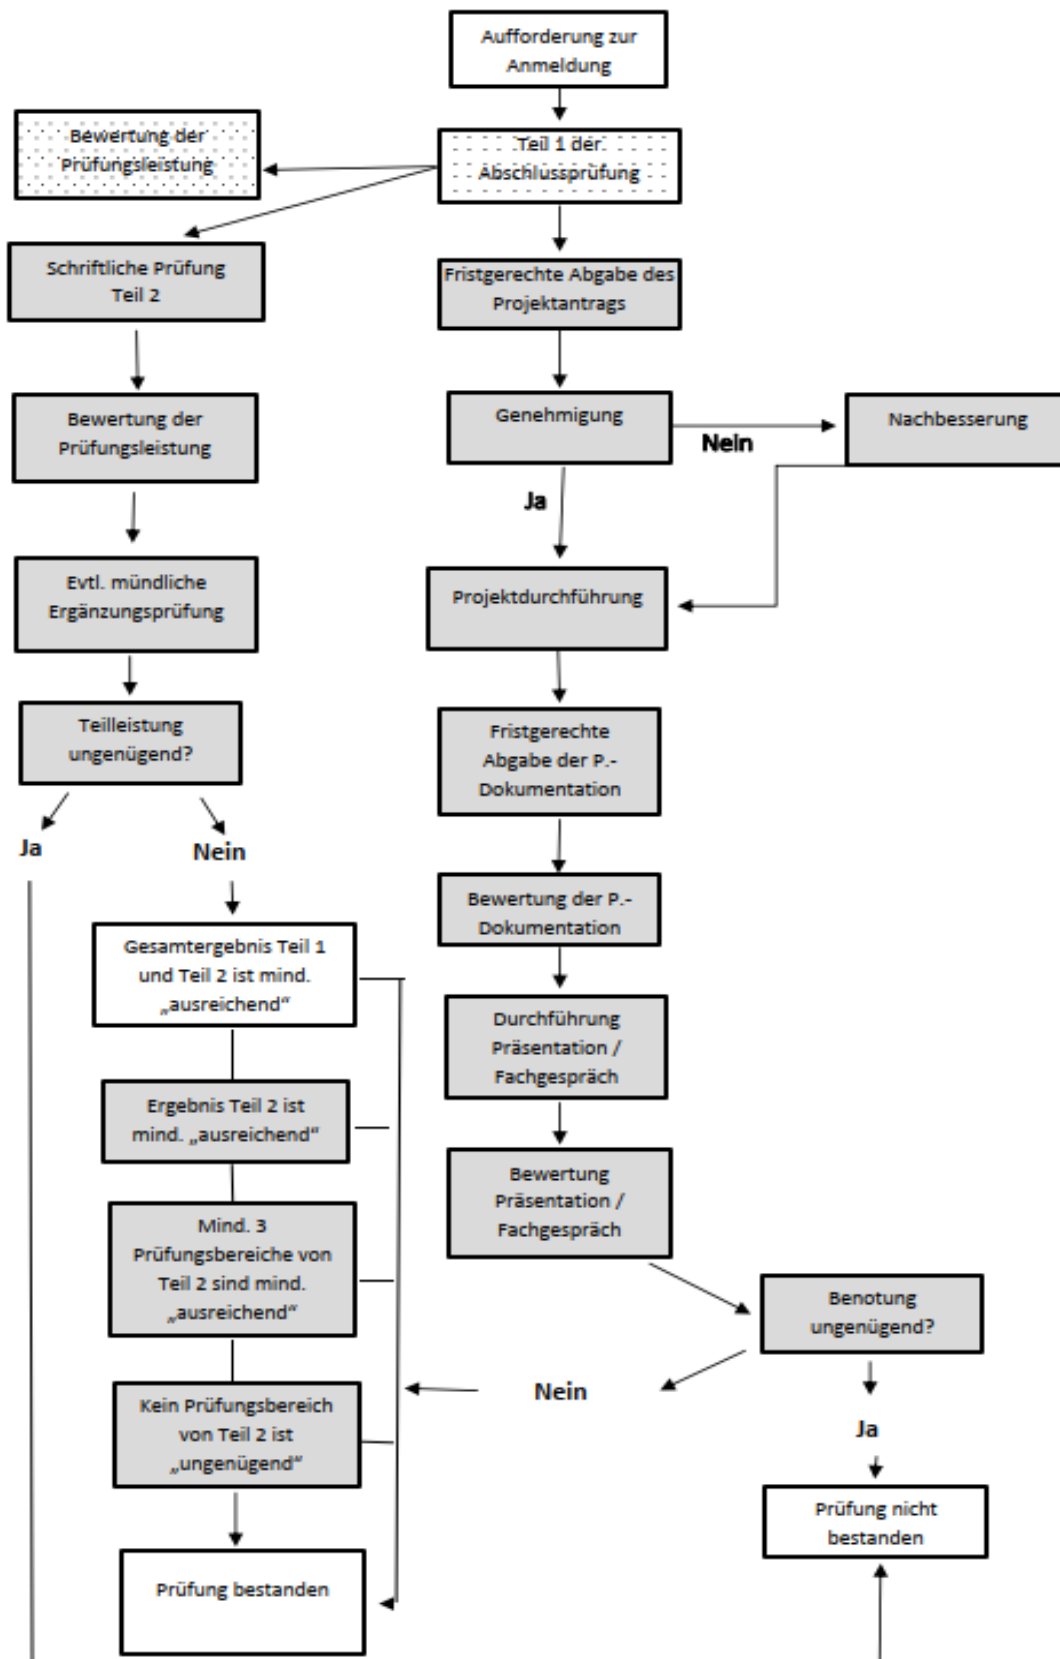 Aufforderung zur
Anmeldung
Bewertung der
Prüfungsleistung
Teil 1 der
Abschlussprüfung
Schriftliche Prüfung
Teil 2
Fristgerechte Abgabe des
Projektantrags
Bewertung der
Prüfungsleistung
Genehmigung
Nein
Nachbesserung
Ja
Evtl. mündliche
Ergänzungsprüfung
Projektdurchführung
Teilleistung
ungenügend?
Fristgerechte
Abgabe der P.-
Dokumentation
Ja
Nein
Bewertung der P.-
Dokumentation
Gesamtergebnis Teil 1
und Teil 2 ist mind.
„ausreichend“
Durchführung
Präsentation /
Fachgespräch
Ergebnis Teil 2 ist
mind. „ausreichend“
Bewertung
Präsentation /
Fachgespräch
Mind. 3
Prüfungsbereiche von
Teil 2 sind mind.
„ausreichend“
Benotung
ungenügend?
Nein
Kein Prüfungsbereich
von Teil 2 ist
„ungenügend“
Ja
Prüfung nicht
bestanden
Prüfung bestanden